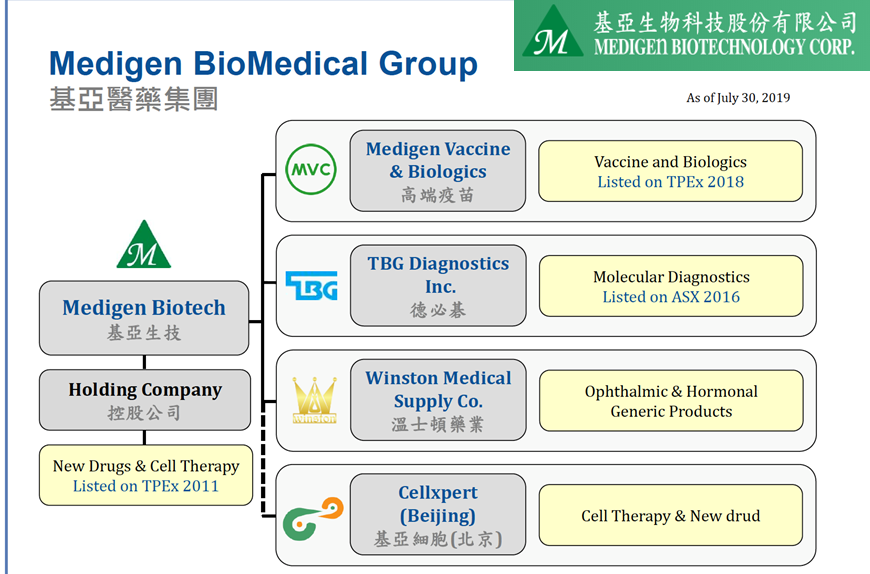 基亞生物科技股份有限公司
MEDIGEN BIOTECHNOLOGY CORP.
Medigen BioMedical Group
基亞醫藥集團
As of July 30, 2019
MVC
Medigen Vaccine
& Biologics
高端疫苗
Vaccine and Biologics
Listed on TPEx 2018
TBG
TBG Diagnostics
Inc.
德必碁
Molecular Diagnostics
Listed on ASX 2016
M
Medigen Biotech
基亞生技
Holding Company
控股公司
New Drugs & Cell Therapy
Listed on TPEx 2011
winston
Winston Medical
Supply Co.
溫士頓藥業
Ophthalmic & Hormonal
Generic Products
Cellxpert
(Beijing)
基亞細胞(北京)
Cell Therapy & New drud